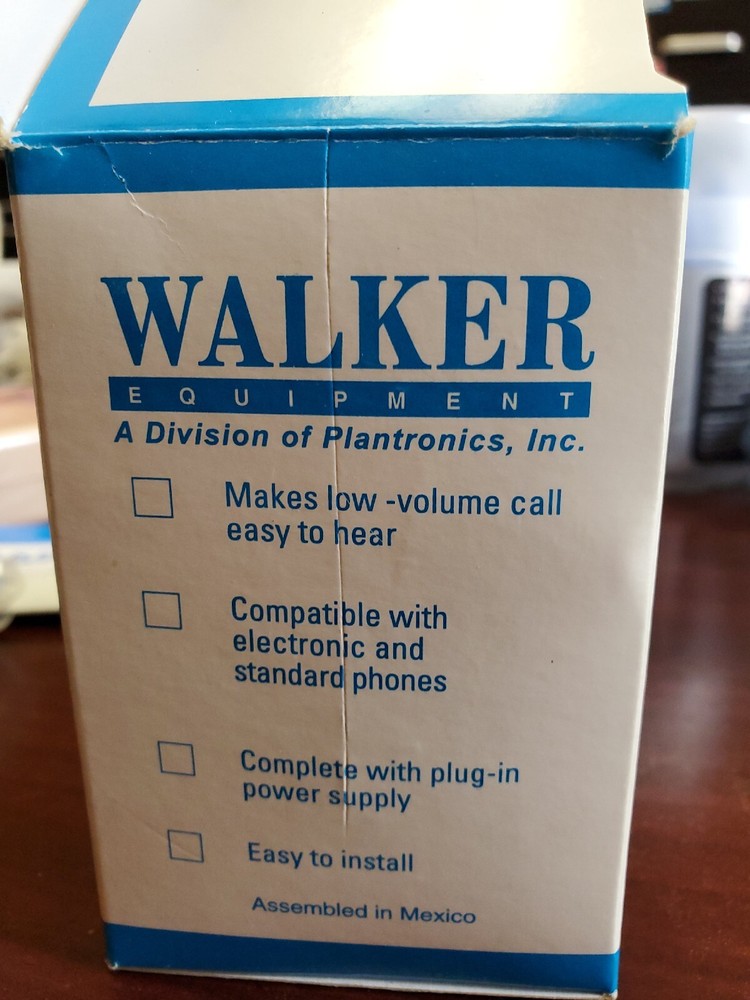 WALKER
EQUIPMENT
A Division of Plantronics, Inc.
Makes low -volume call
easy to hear
Compatible with
electronic and
standard phones
Complete with plug-in
power supply
Easy to install
Assembled in Mexico